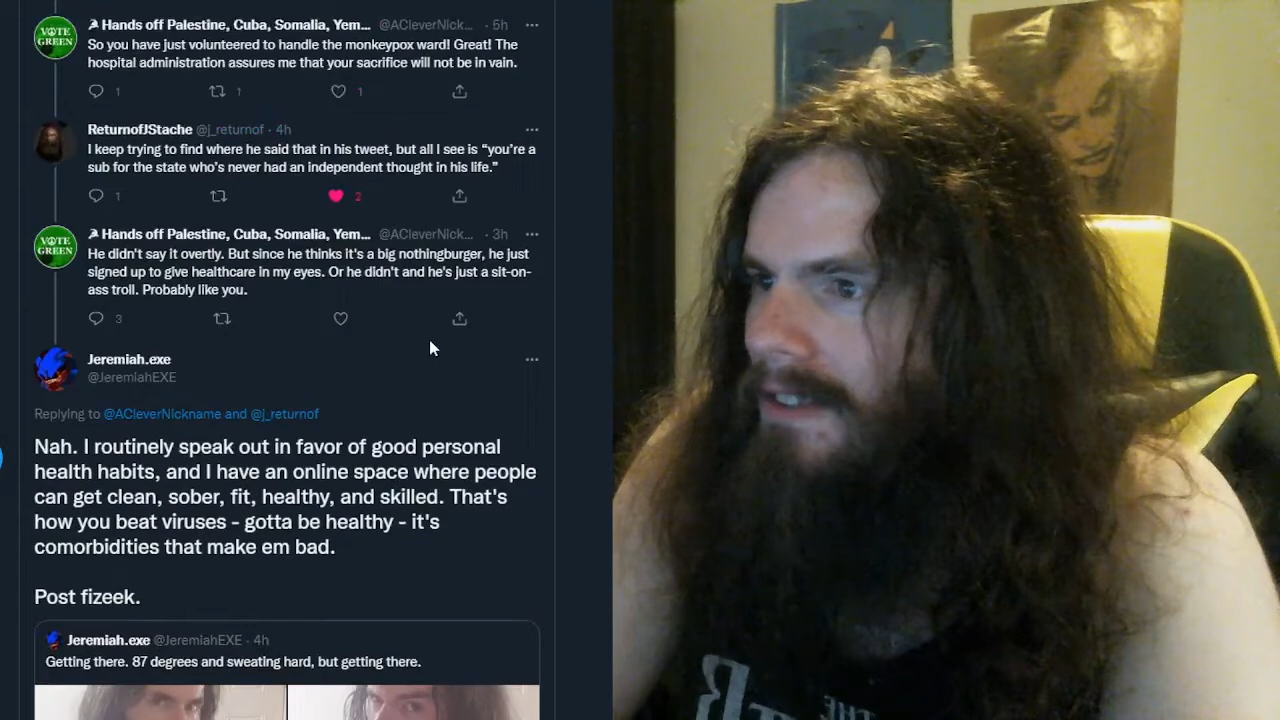 VOTE GREEN
Hands off Palestine, Cuba, Somalia, Yem... @ACleverNick... · 5h
So you have just volunteered to handle the monkeypox ward! Great! The
hospital administration assures me that your sacrifice will not be in vain.
1 1 1
ReturnofJStache @j_returnof · 4h
I keep trying to find where he said that in his tweet, but all I see is “you’re a
sub for the state who’s never had an independent thought in his life.”
1 2
VOTE GREEN
Hands off Palestine, Cuba, Somalia, Yem... @ACleverNick... · 3h
He didn't say it overtly. But since he thinks it's a big nothingburger, he just
signed up to give healthcare in my eyes. Or he didn't and he's just a sit-on-
ass troll. Probably like you.
3
Jeremiah.exe
@JeremiahEXE
Replying to @ACleverNickname and @j_returnof
Nah. I routinely speak out in favor of good personal
health habits, and I have an online space where people
can get clean, sober, fit, healthy, and skilled. That's
how you beat viruses - gotta be healthy - it's
comorbidities that make em bad.
Post fizeek.
Jeremiah.exe @JeremiahEXE · 4h
Getting there. 87 degrees and sweating hard, but getting there.
THE